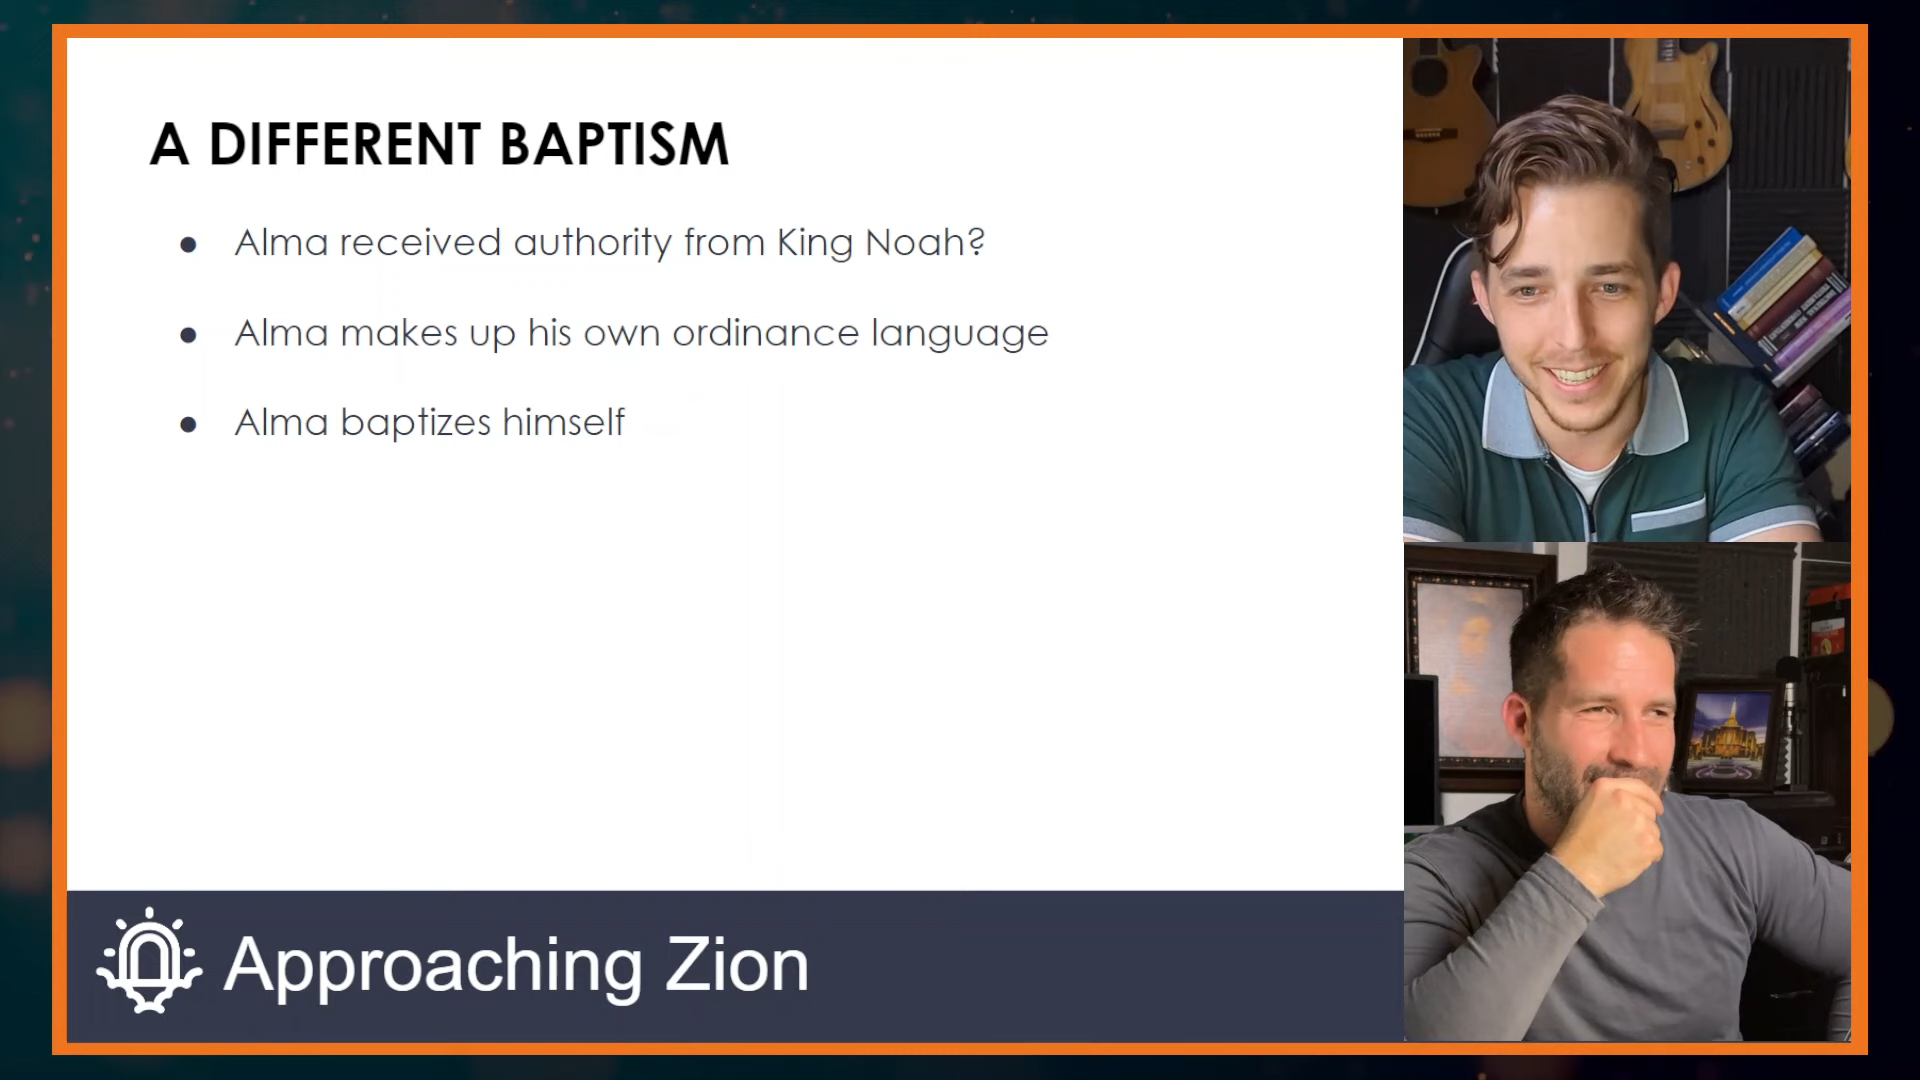 A DIFFERENT BAPTISM
● Alma received authority from King Noah?
● Alma makes up his own ordinance language
● Alma baptizes himself
Approaching Zion